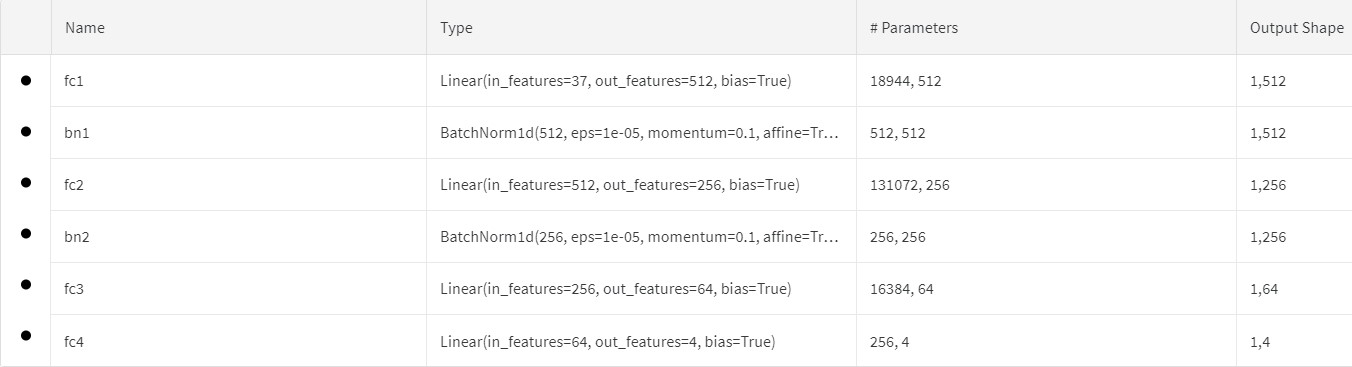 Name Type # Parameters Output Shape
fc1 Linear(in_features=37, out_features=512, bias=True) 18944, 512 1,512
bn1 BatchNorm1d(512, eps=1e-05, momentum=0.1, affine=Tr... 512, 512 1,512
fc2 Linear(in_features=512, out_features=256, bias=True) 131072, 256 1,256
bn2 BatchNorm1d(256, eps=1e-05, momentum=0.1, affine=Tr... 256, 256 1,256
fc3 Linear(in_features=256, out_features=64, bias=True) 16384, 64 1,64
fc4 Linear(in_features=64, out_features=4, bias=True) 256, 4 1,4